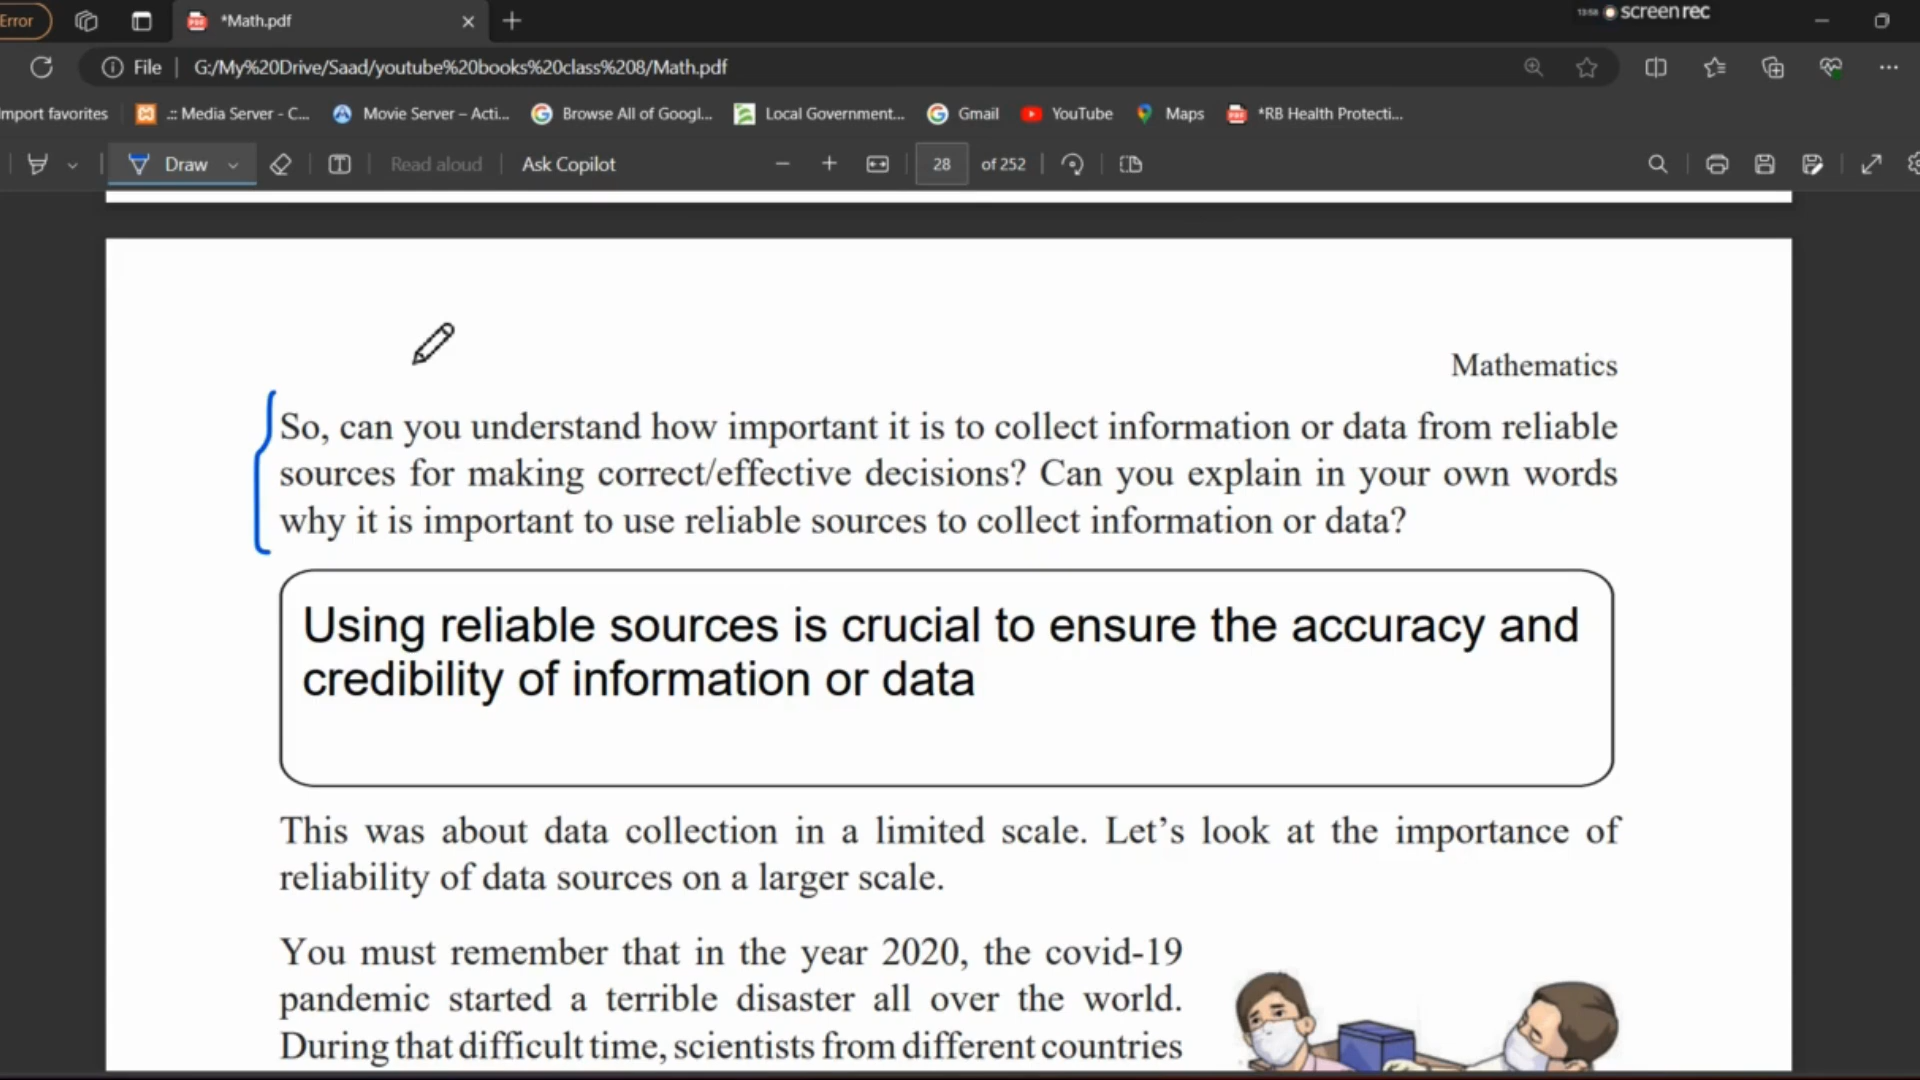 Error
*Math.pdf
13:58 screenrec
File
G:/My%20Drive/Saad/youtube%20books%20class%208/Math.pdf
mport favorites
.:: Media Server - C...
Movie Server – Acti...
Browse All of Googl...
Local Government...
Gmail
YouTube
Maps
*RB Health Protecti...
Draw
Read aloud
Ask Copilot
28
of 252
Mathematics
So, can you understand how important it is to collect information or data from reliable
sources for making correct/effective decisions? Can you explain in your own words
why it is important to use reliable sources to collect information or data?
Using reliable sources is crucial to ensure the accuracy and
credibility of information or data
This was about data collection in a limited scale. Let’s look at the importance of
reliability of data sources on a larger scale.
You must remember that in the year 2020, the covid-19
pandemic started a terrible disaster all over the world.
During that difficult time, scientists from different countries